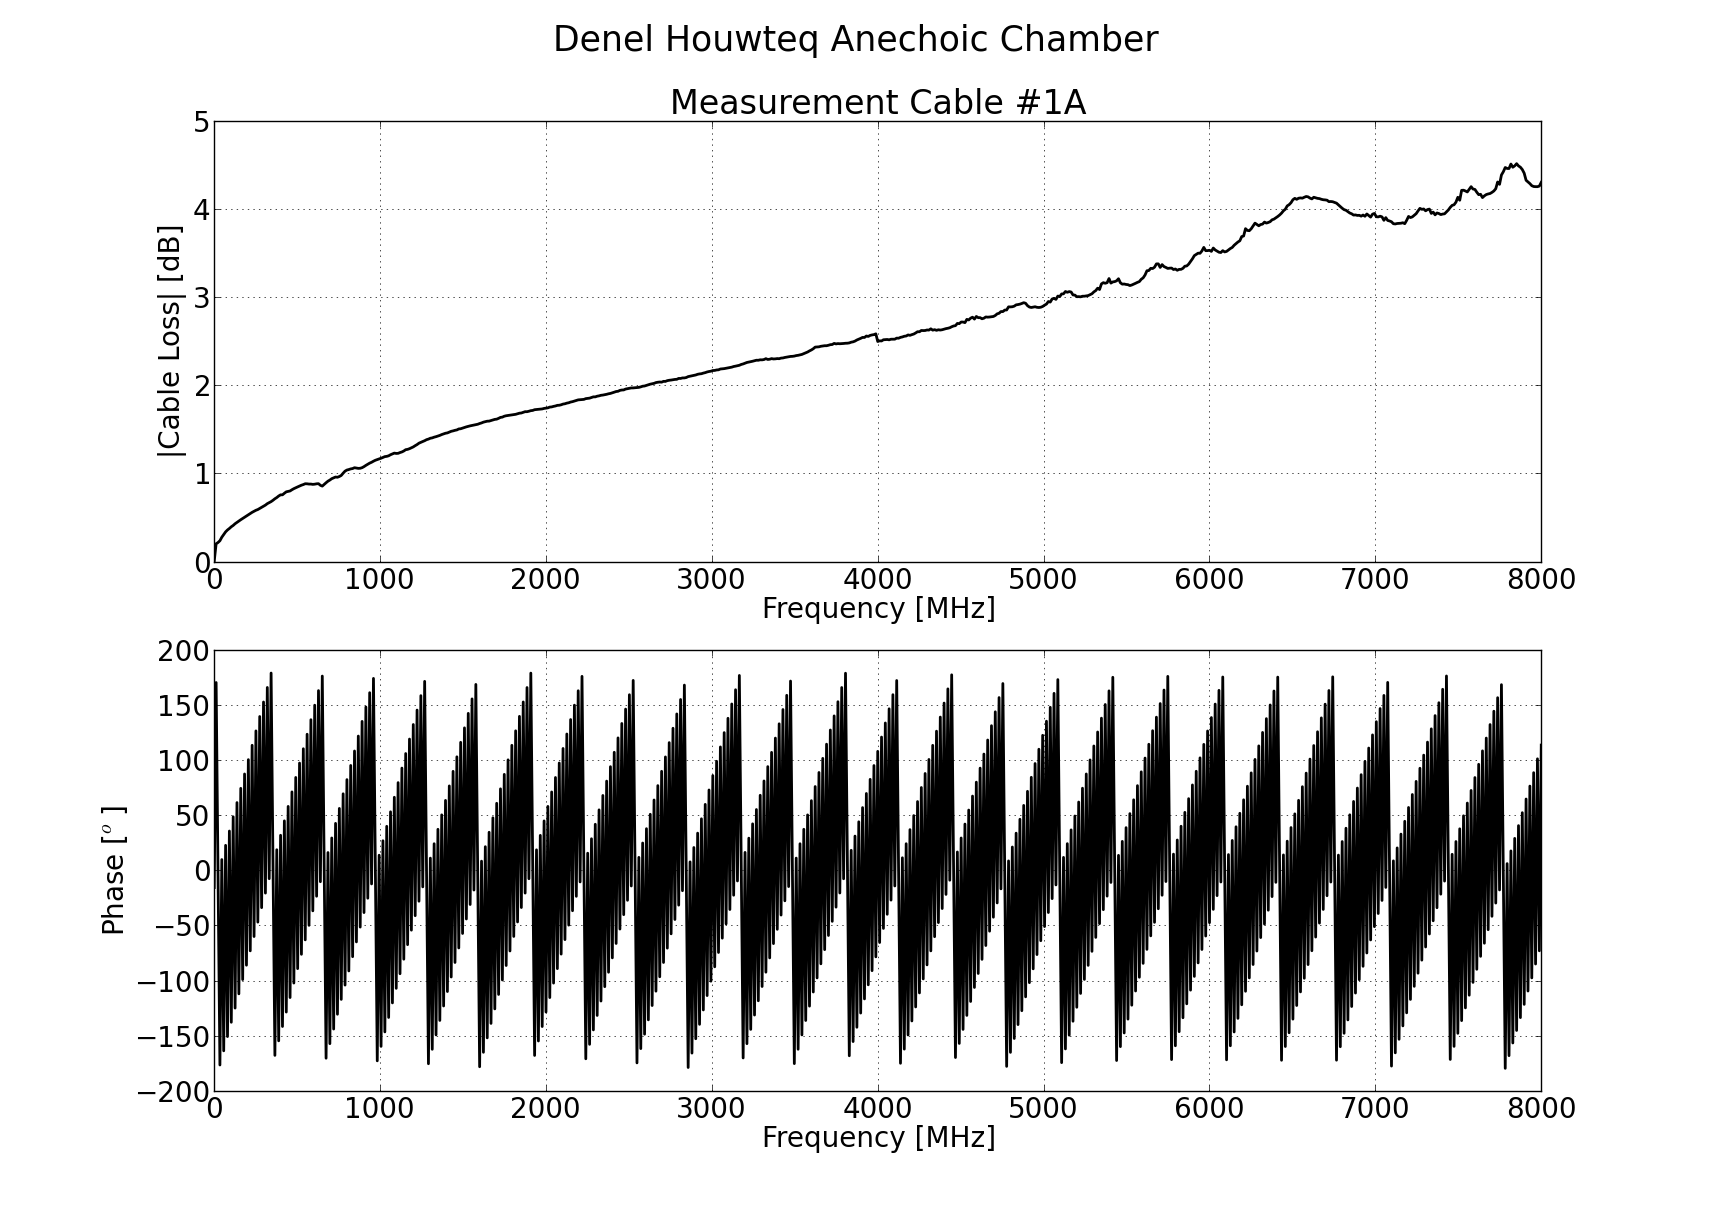 Denel Houwteq Anechoic Chamber
Measurement Cable #1A
5
4
3
2
1
0
|Cable Loss| [dB]
0 1000 2000 3000 4000 5000 6000 7000 8000
Frequency [MHz]
200
150
100
50
0
−50
−100
−150
−200
Phase [°]
0 1000 2000 3000 4000 5000 6000 7000 8000
Frequency [MHz]